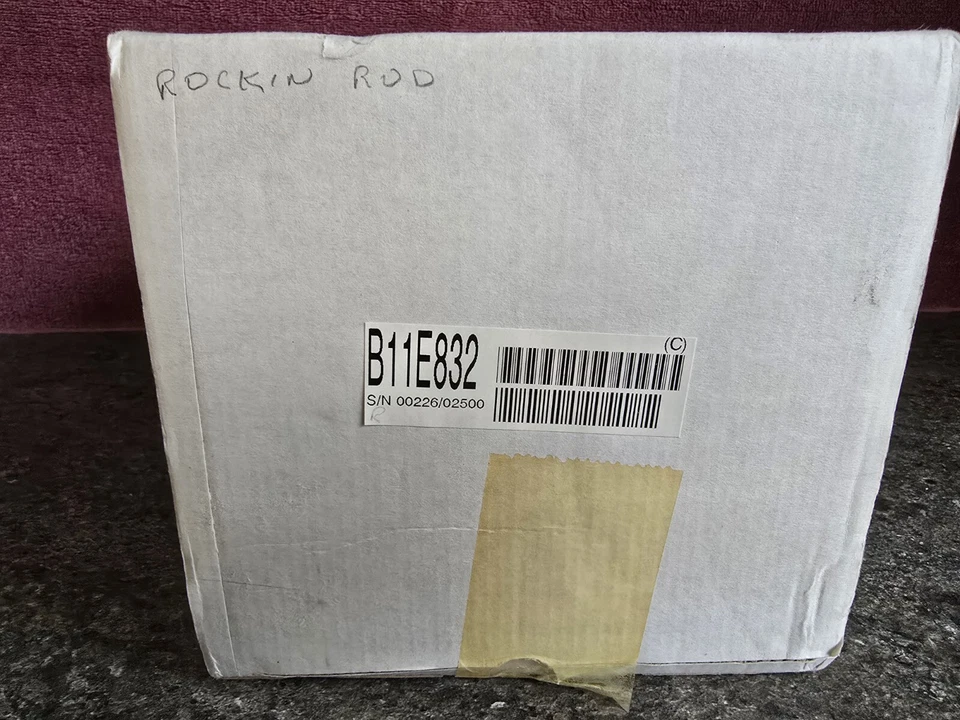 ROCKIN ROD
B11E832
(C)
S/N 00226/02500
R